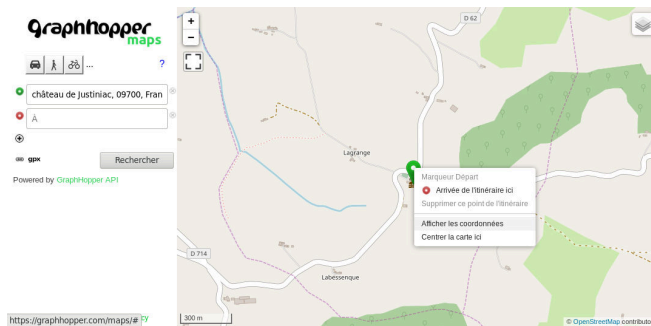 graphhopper
maps
...
?
château de Justiniac, 09700, Fran
À
gpx
Rechercher
Powered by GraphHopper API
https://graphhopper.com/maps/#
cy
+
−
D 62
Lagrange
Marqueur Départ
Arrivée de l'itinéraire ici
Supprimer ce point de l'itinéraire
Afficher les coordonnées
Centrer la carte ici
D 714
Labessenque
300 m
© OpenStreetMap contributo